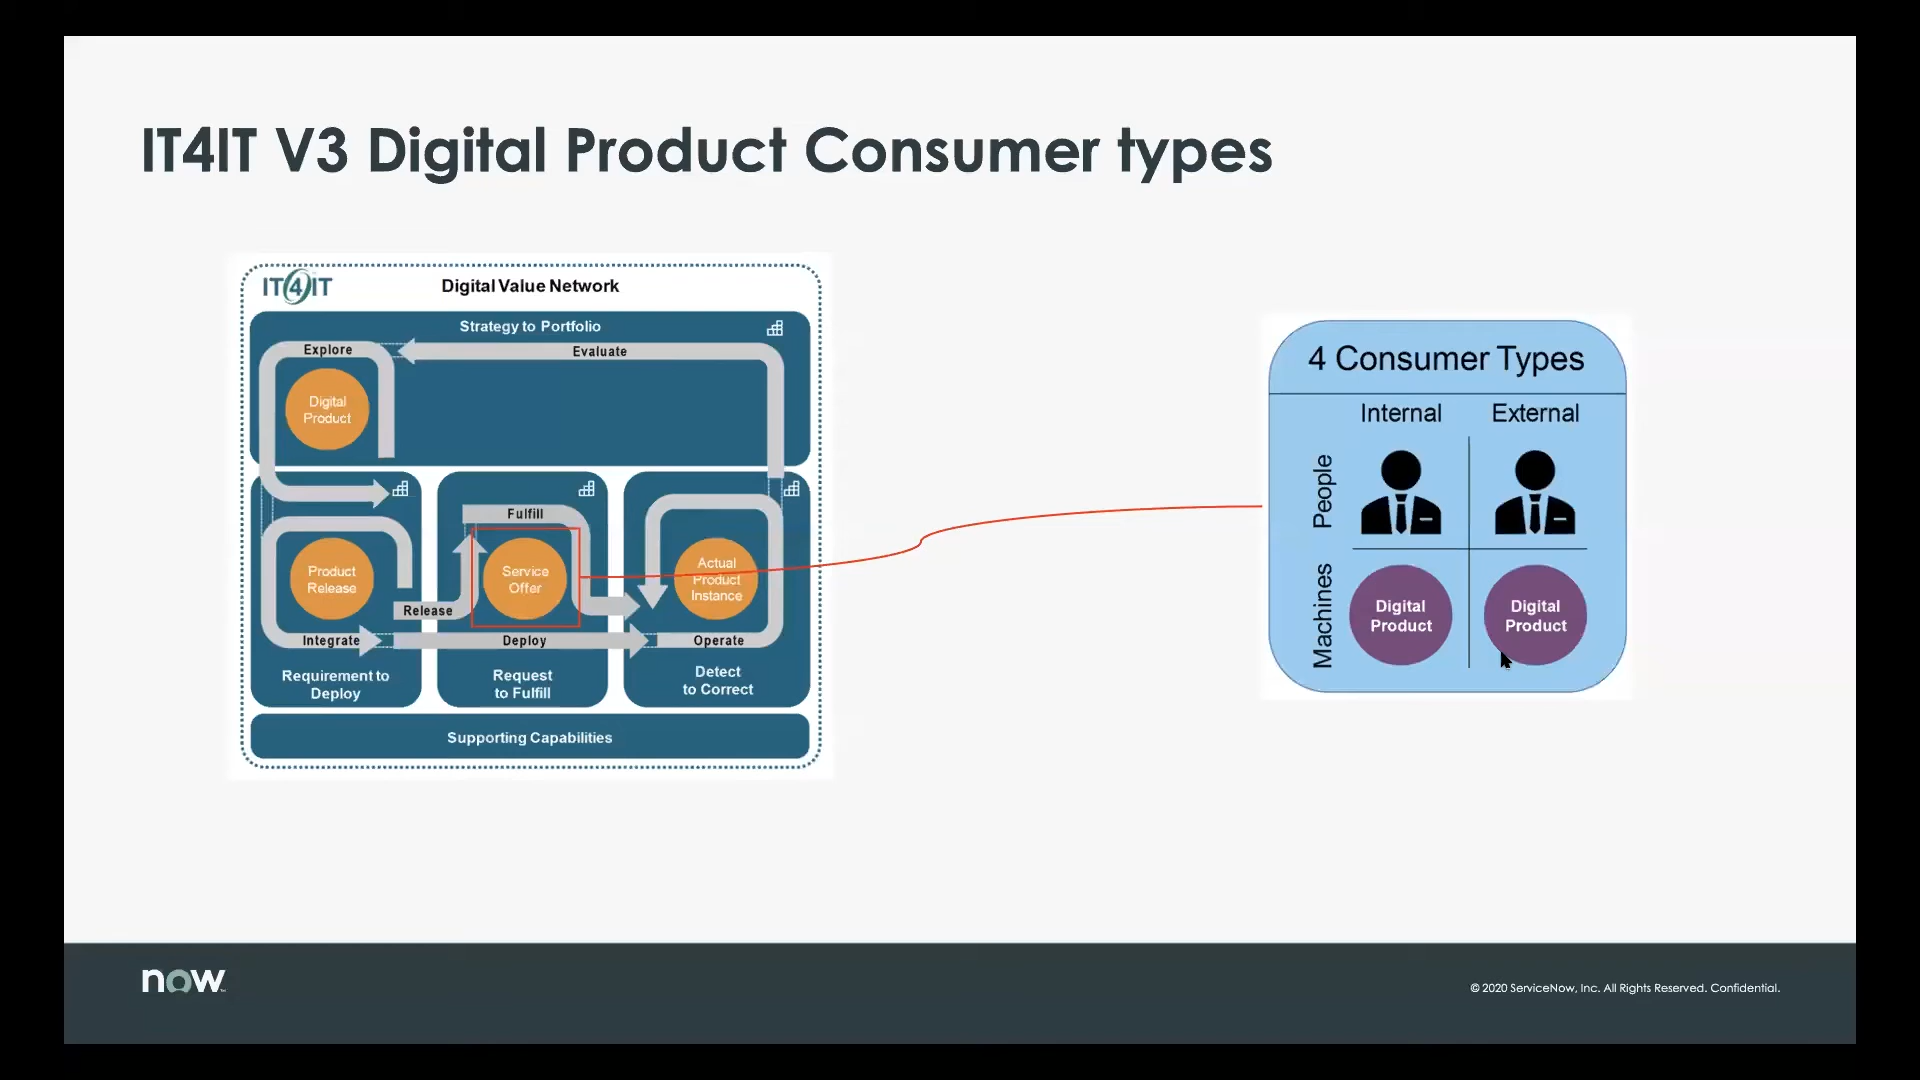 IT4IT V3 Digital Product Consumer types
IT4IT
Digital Value Network
Strategy to Portfolio
Explore
Evaluate
Digital
Product
Fulfill
Product
Release
Service
Offer
Actual
Product
Instance
Release
Integrate
Deploy
Operate
Requirement to
Deploy
Request
to Fulfill
Detect
to Correct
Supporting Capabilities
4 Consumer Types
Internal
External
People
Machines
Digital
Product
Digital
Product
now
© 2020 ServiceNow, Inc. All Rights Reserved. Confidential.